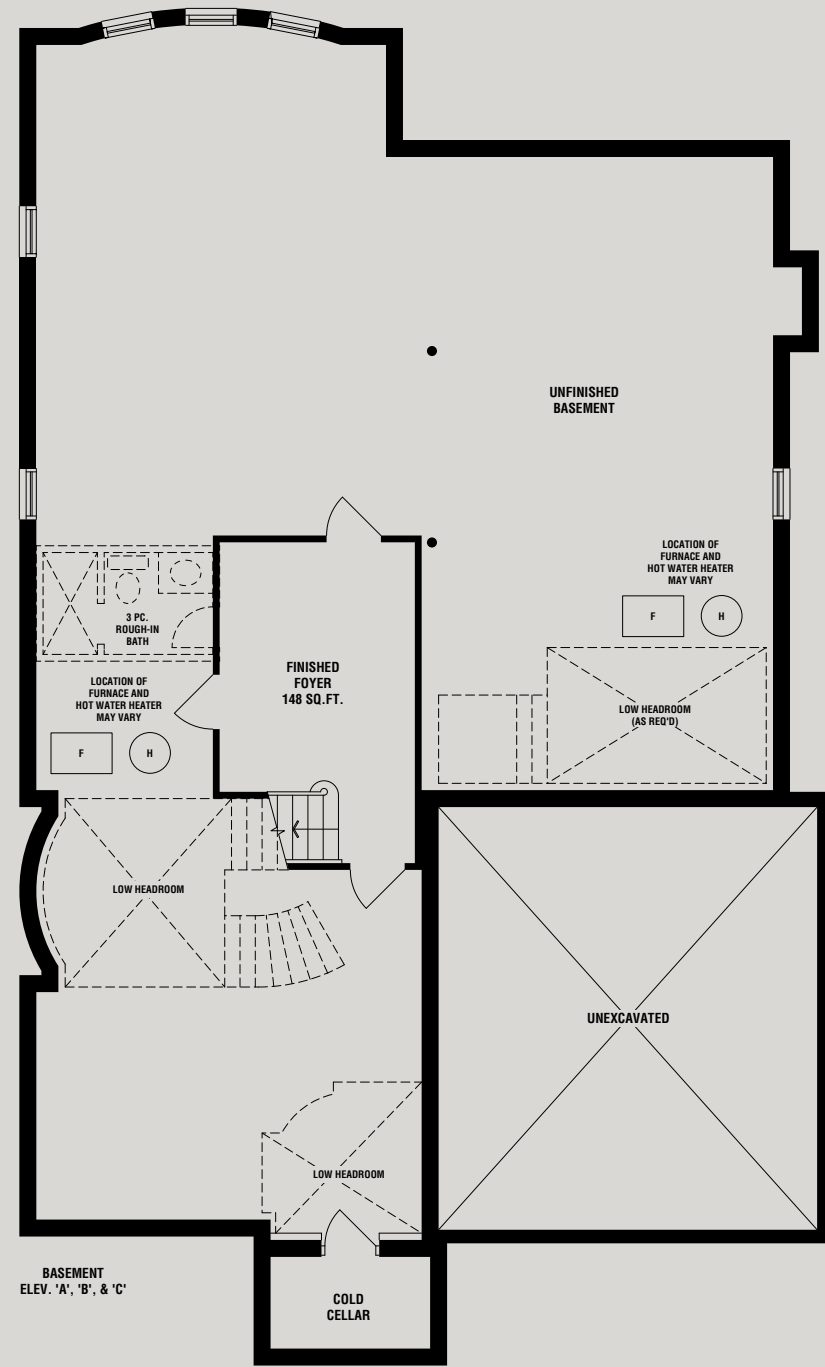 UNFINISHED
BASEMENT
LOCATION OF
FURNACE AND
HOT WATER HEATER
MAY VARY
F
H
3 PC.
ROUGH-IN
BATH
FINISHED
FOYER
148 SQ.FT.
LOCATION OF
FURNACE AND
HOT WATER HEATER
MAY VARY
F
H
LOW HEADROOM
(AS REQ'D)
LOW HEADROOM
UNEXCAVATED
LOW HEADROOM
BASEMENT
ELEV. 'A', 'B', & 'C'
COLD
CELLAR